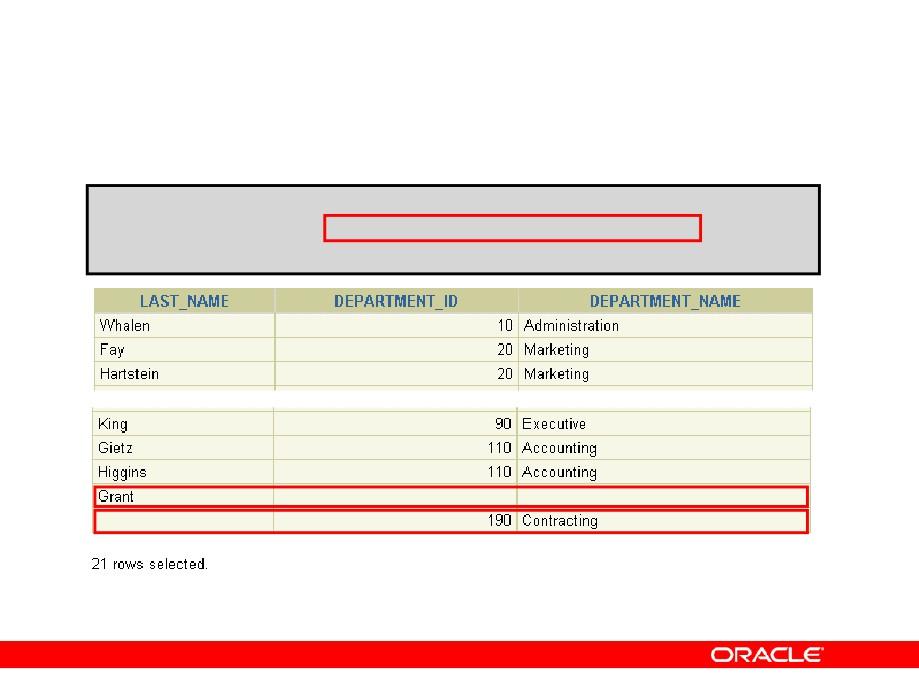 LAST_NAME DEPARTMENT_ID DEPARTMENT_NAME
Whalen 10 Administration
Fay 20 Marketing
Hartstein 20 Marketing
King 90 Executive
Gietz 110 Accounting
Higgins 110 Accounting
Grant
190 Contracting
21 rows selected.
ORACLE